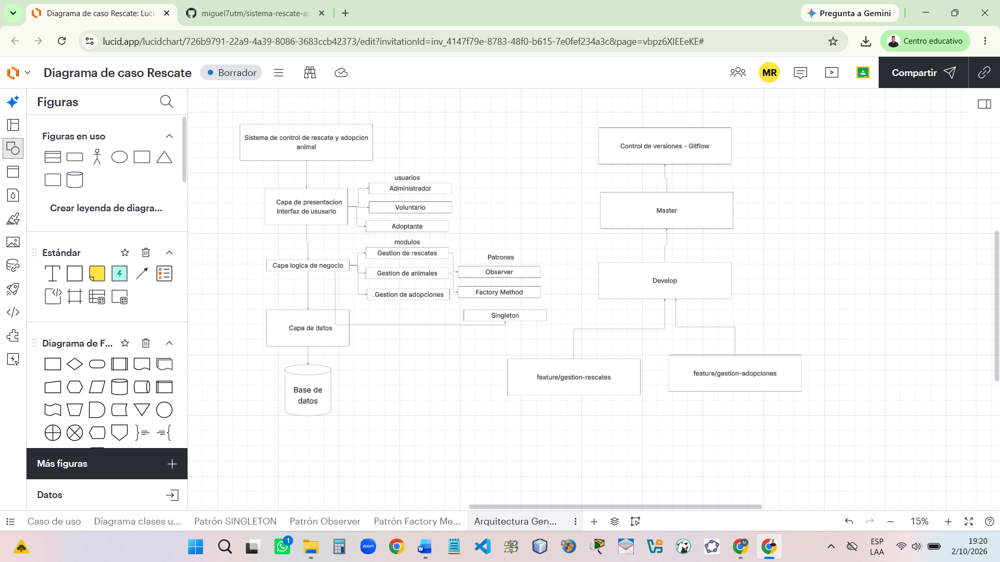 Diagrama de caso Rescate: Luci
miguel7utm/sistema-rescate-ad
Pregunta a Gemini
lucid.app/lucidchart/726b9791-22a9-4a39-8086-3683ccb42373/edit?invitationId=inv_4147f79e-8783-48f0-b615-7e0fef234a3c&page=vbpz6XIEEeKE#
Centro educativo
Diagrama de caso Rescate
Borrador
MR
Compartir
Figuras
Figuras en uso
Crear leyenda de diagra...
Estándar
Diagrama de F...
Más figuras
Datos
Sistema de control de rescate y adopcion
animal
Capa de presentacion
Interfaz de ususario
usuarios
Administrador
Voluntario
Adoptante
modulos
Gestion de rescates
Capa logica de negocio
Gestion de animales
.Gestion de adopciones
Patrones
Observer
Factory Method
Singleton
Capa de datos
Base de
datos
Control de versiones - Gitflow
Master
Develop
feature/gestion-rescates
feature/gestion-adopciones
Caso de uso
Diagrama clases u...
Patrón SINGLETON
Patrón Observer
Patrón Factory Me...
Arquitectura Gen...
15%
1
zoom
M
ESP
LAA
19:20
2/10/2026